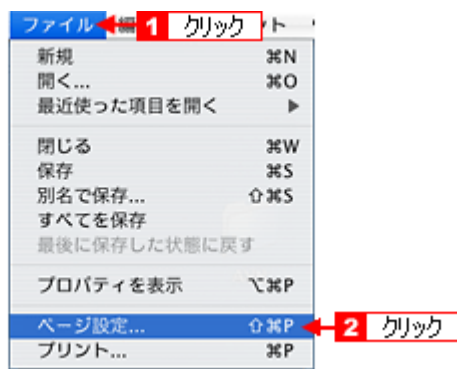 ファイル 1 クリック ト
新規 ⌘N
開く... ⌘O
最近使った項目を開く ▶
閉じる ⌘W
保存 ⌘S
別名で保存... ⇧⌘S
すべてを保存
最後に保存した状態に戻す
プロパティを表示 ⌥⌘P
ページ設定... ⇧⌘P 2 クリック
プリント... ⌘P